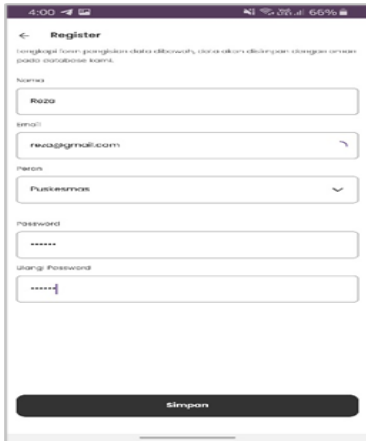 4:00 66%
Register
Lengkapi form pengisian data dibawah, data akan disimpan dengan aman
pada database kami.
Nama
Reza
Email
reza@gmail.com
Peran
Puskesmas
Password
••••••
Ulangi Password
••••••
Simpan